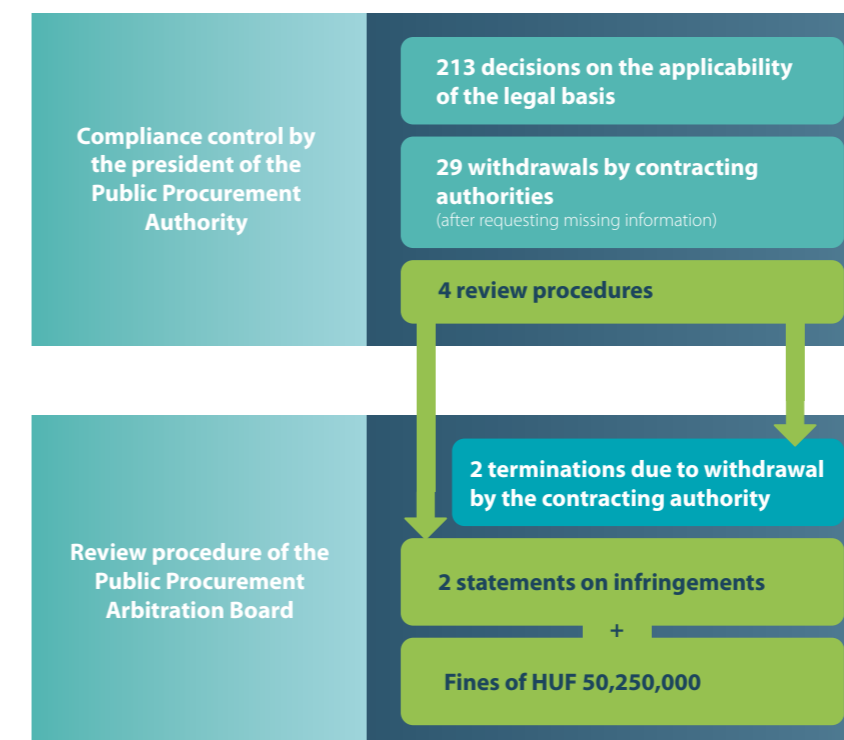 Compliance control by
the president of the
Public Procurement
Authority
213 decisions on the applicability
of the legal basis
29 withdrawals by contracting
authorities
(after requesting missing information)
4 review procedures
Review procedure of the
Public Procurement
Arbitration Board
2 terminations due to withdrawal
by the contracting authority
2 statements on infringements
+
Fines of HUF 50,250,000